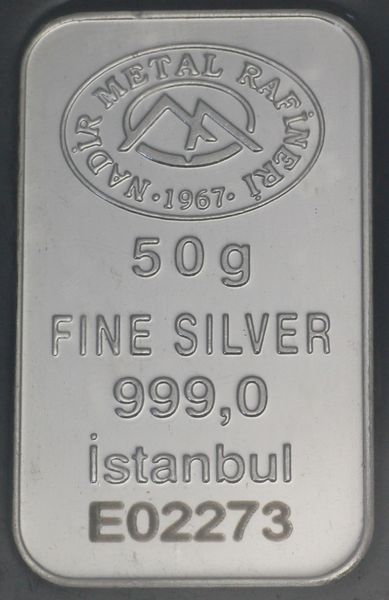 NADİR METAL RAFİNERİ
· 1967 ·
50g
FINE SILVER
999,0
İstanbul
E02273